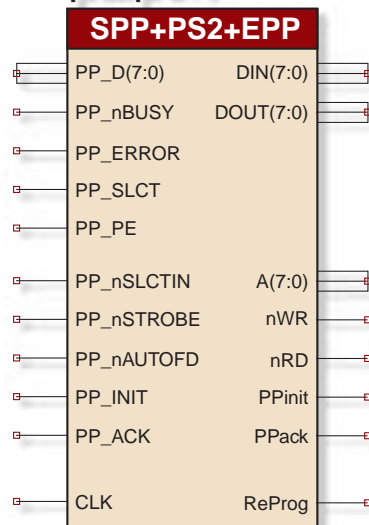 SPP+PS2+EPP
PP_D(7:0) DIN(7:0)
PP_nBUSY DOUT(7:0)
PP_ERROR
PP_SLCT
PP_PE
PP_nSLCTIN A(7:0)
PP_nSTROBE nWR
PP_nAUTOFD nRD
PP_INIT PPinit
PP_ACK PPack
CLK ReProg